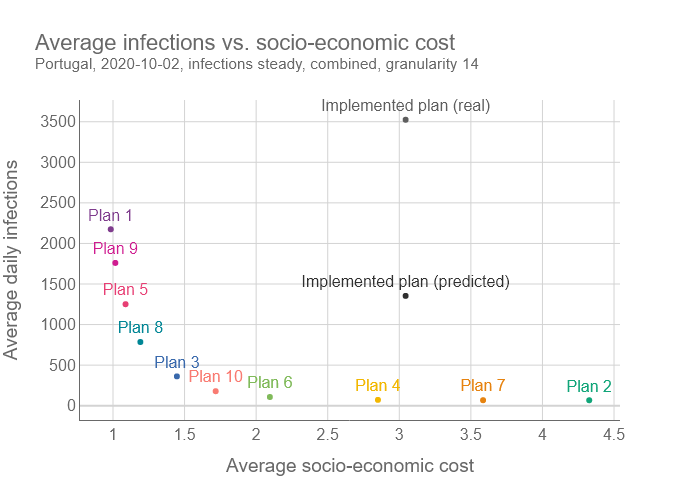 Average infections vs. socio-economic cost
Portugal, 2020-10-02, infections steady, combined, granularity 14
Average daily infections
3500
3000
2500
2000
1500
1000
500
0
Implemented plan (real)
Plan 1
Plan 9
Implemented plan (predicted)
Plan 5
Plan 8
Plan 3
Plan 10
Plan 6
Plan 4
Plan 7
Plan 2
1
1.5
2
2.5
3
3.5
4
4.5
Average socio-economic cost